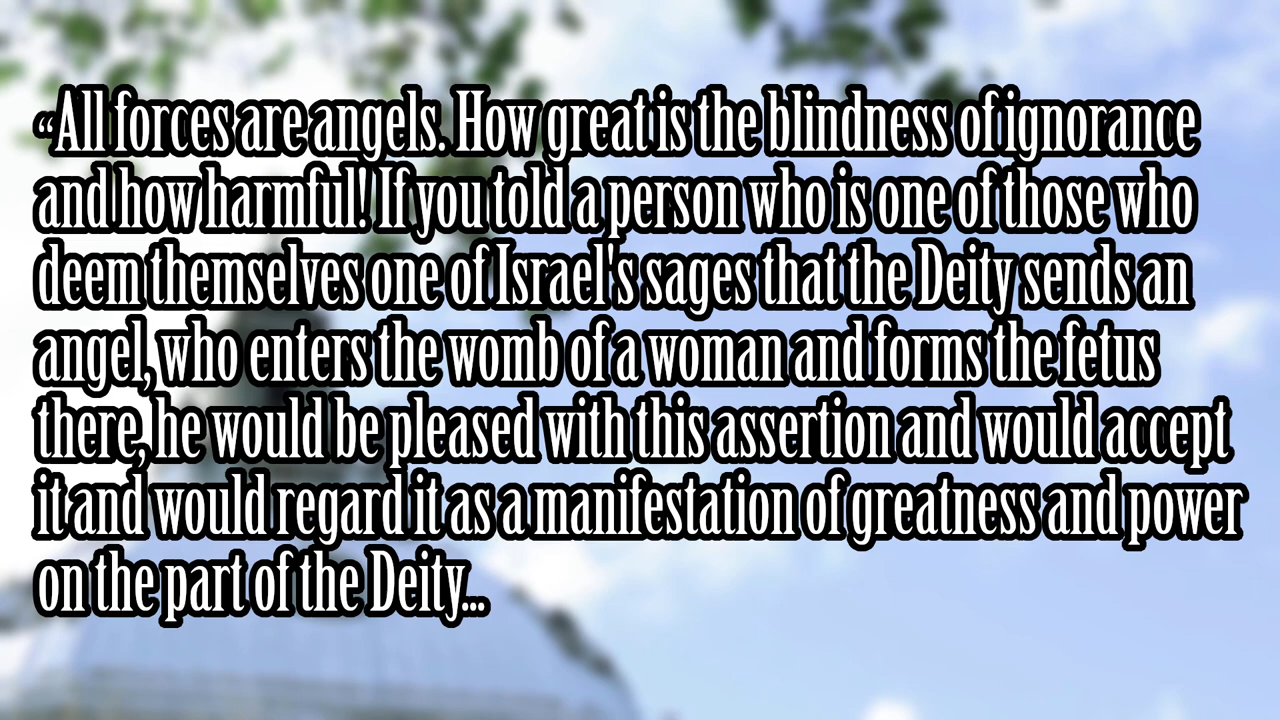 “All forces are angels. How great is the blindness of ignorance
and how harmful! If you told a person who is one of those who
deem themselves one of Israel's sages that the Deity sends an
angel, who enters the womb of a woman and forms the fetus
there, he would be pleased with this assertion and would accept
it and would regard it as a manifestation of greatness and power
on the part of the Deity...